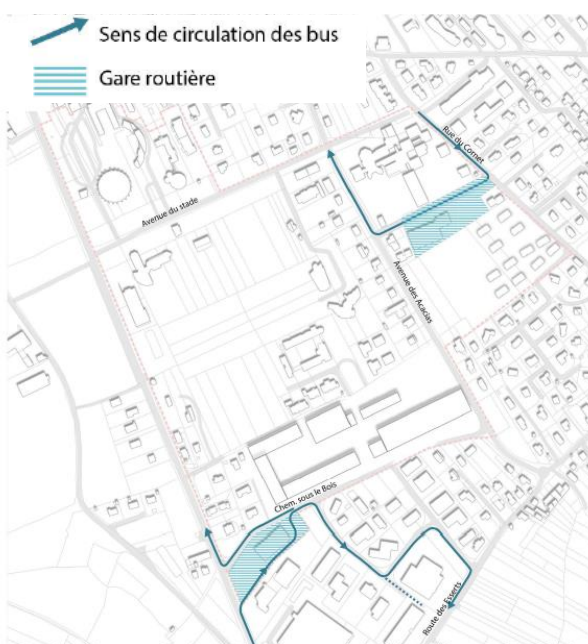 Sens de circulation des bus
Gare routière
Rue du Cornet
Avenue du stade
Avenue des Acacias
Chem. sous le Bois
Route des Esserts